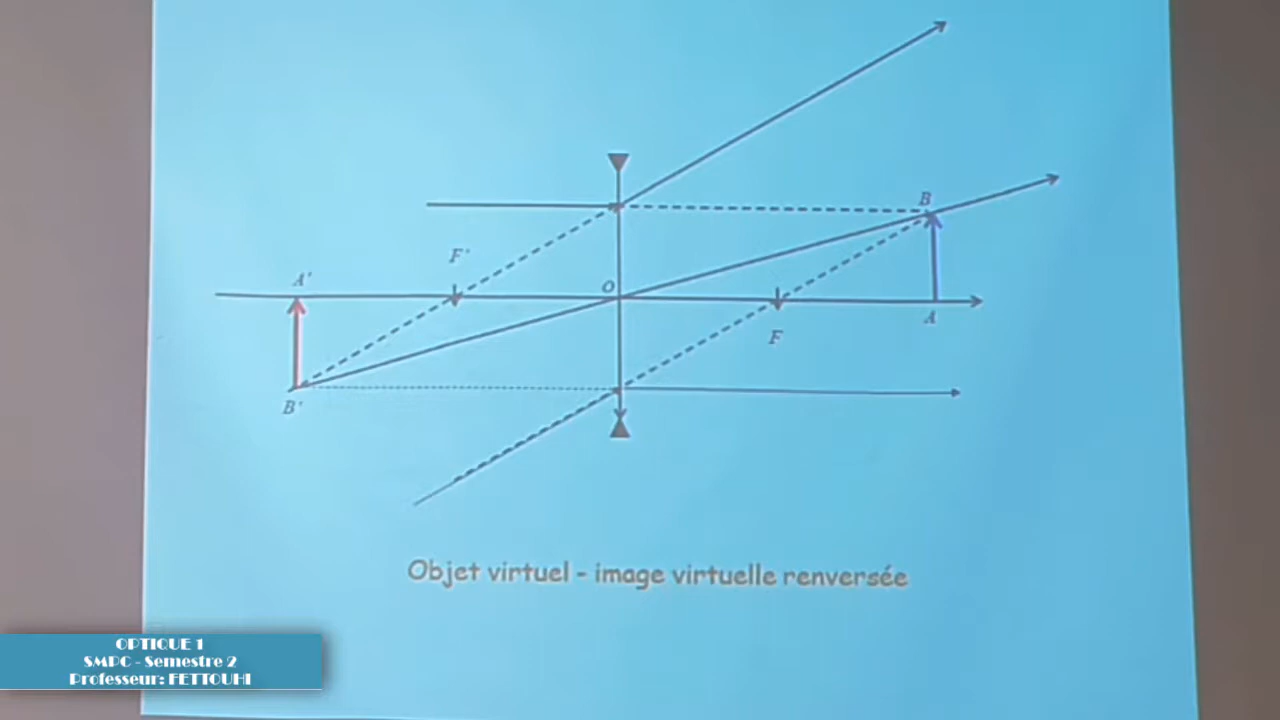 B
F'
A'
O
A
F
B'
Objet virtuel - image virtuelle renversée
OPTIQUE 1
SMPC - Semestre 2
Professeur: FETTOUHI